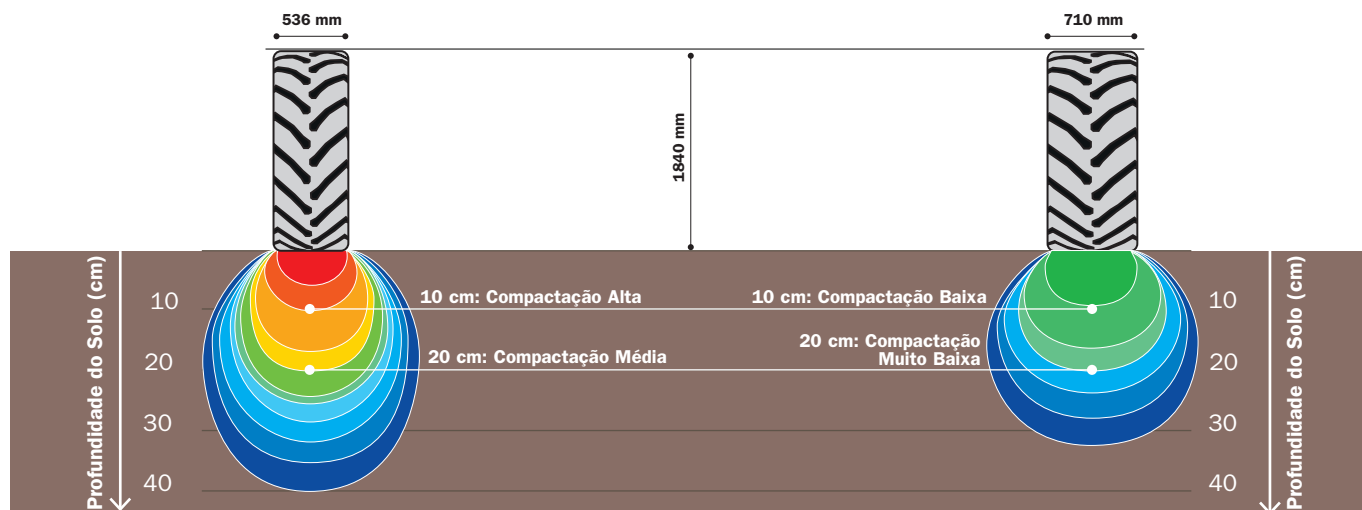 536 mm
710 mm
1840 mm
Profundidade do Solo (cm)
10
20
30
40
10 cm: Compactação Alta
20 cm: Compactação Média
10 cm: Compactação Baixa
20 cm: Compactação
Muito Baixa
10
20
30
40
Profundidade do Solo (cm)